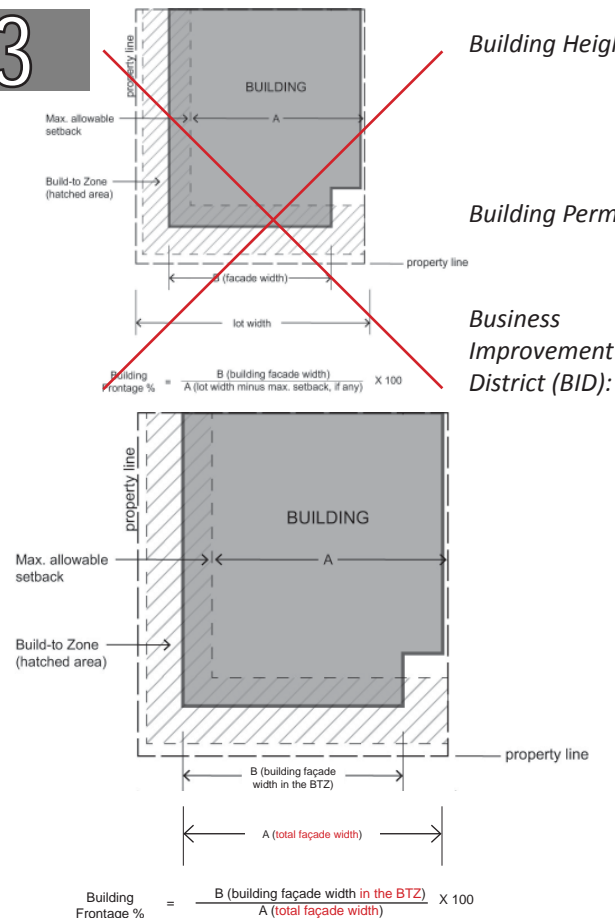 3
property line
BUILDING
Max. allowable
setback
A
Build-to Zone
(hatched area)
property line
B (facade width)
lot width
Building
Frontage %
=
B (building facade width)
A (lot width minus max. setback, if any)
X 100
Building Heigh
Building Perm
Business
Improvement
District (BID):
property line
BUILDING
Max. allowable
setback
A
Build-to Zone
(hatched area)
property line
B (building façade
width in the BTZ)
A (total façade width)
Building
Frontage %
=
B (building façade width in the BTZ)
A (total façade width)
X 100